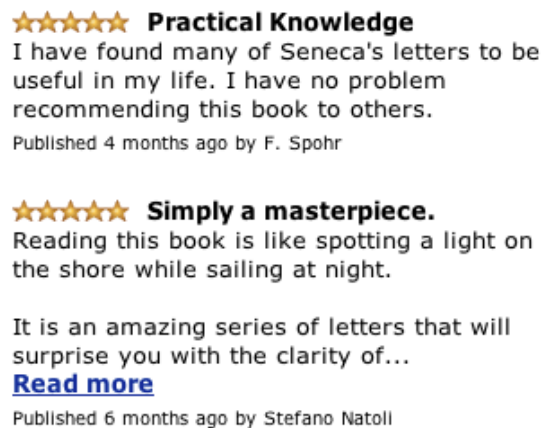 Practical Knowledge
I have found many of Seneca's letters to be
useful in my life. I have no problem
recommending this book to others.
Published 4 months ago by F. Spohr
Simply a masterpiece.
Reading this book is like spotting a light on
the shore while sailing at night.
It is an amazing series of letters that will
surprise you with the clarity of...
Read more
Published 6 months ago by Stefano Natoli